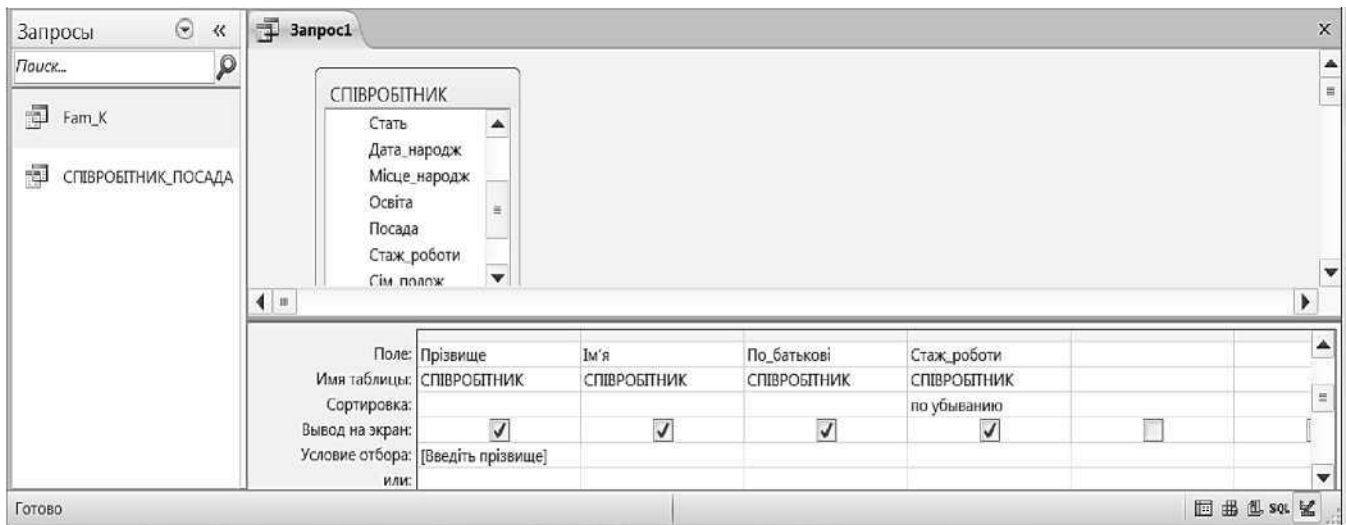 Запросы
Запрос1
Поиск...
Fam_K
СПІВРОБІТНИК_ПОСАДА
СПІВРОБІТНИК
Стать
Дата_народж
Місце_народж
Освіта
Посада
Стаж_роботи
Сім_полож
Поле: Прізвище Ім'я По_батькові Стаж_роботи
Имя таблицы: СПІВРОБІТНИК СПІВРОБІТНИК СПІВРОБІТНИК СПІВРОБІТНИК
Сортировка: по убыванию
Вывод на экран:
Условие отбора: [Введіть прізвище]
или:
Готово SQL